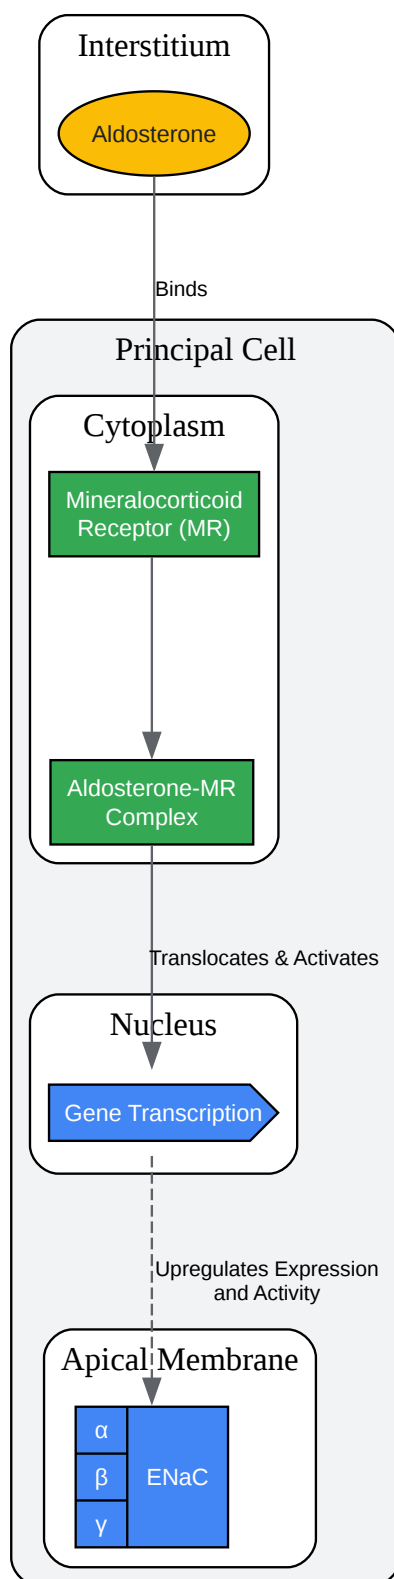 Interstitium
Aldosterone
Binds
Principal Cell
Cytoplasm
Mineralocorticoid
Receptor (MR)
Aldosterone-MR
Complex
Translocates & Activates
Nucleus
Gene Transcription
Upregulates Expression
and Activity
Apical Membrane
α
β
γ
ENaC